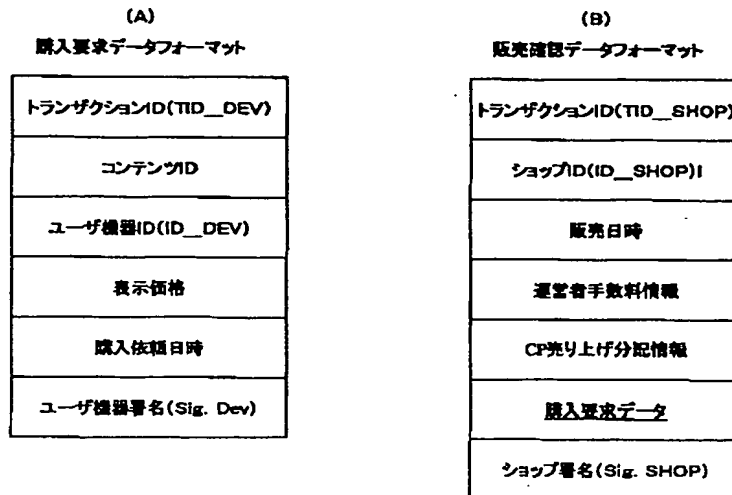 (A)
購入要求データフォーマット
トランザクションID(TID__DEV)
コンテンツID
ユーザ機器ID(ID__DEV)
表示価格
購入依頼日時
ユーザ機器署名(Sig. Dev)
(B)
販売確認データフォーマット
トランザクションID(TID__SHOP)
ショップID(ID__SHOP)I
販売日時
運営者手数料情報
CP売り上げ分配情報
購入要求データ
ショップ署名(Sig. SHOP)